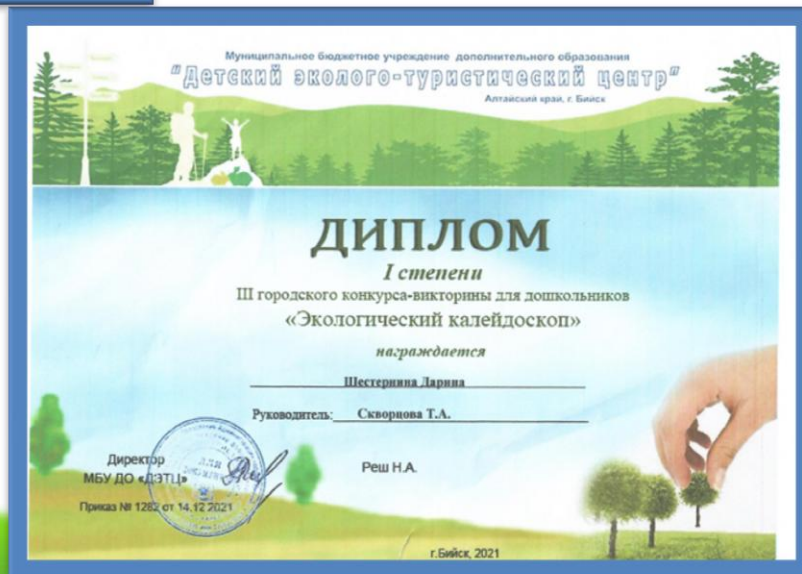 Муниципальное бюджетное учреждение дополнительного образования
"Детский эколого-туристический центр"
Алтайский край, г. Бийск
ДИПЛОМ
I степени
III городского конкурса-викторины для дошкольников
«Экологический калейдоскоп»
награждается
Шестернина Дарина
Руководитель: Скворцова Т.А.
Директор
МБУ ДО «ДЭТЦ»
Реш Н.А.
Приказ № 1282 от 14.12.2021
г.Бийск, 2021